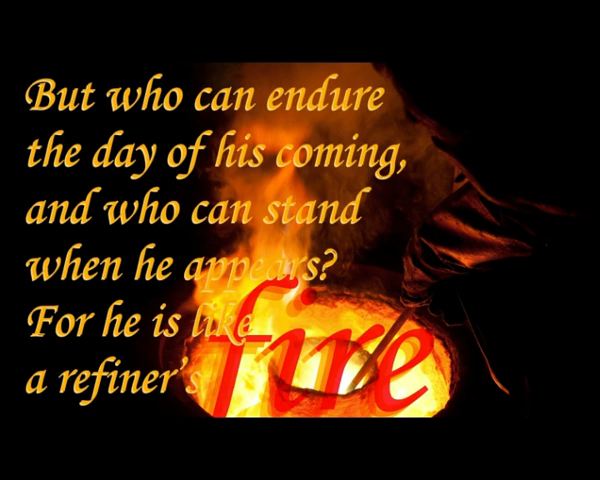 But who can endure
the day of his coming,
and who can stand
when he appears?
For he is like
a refiner's fire